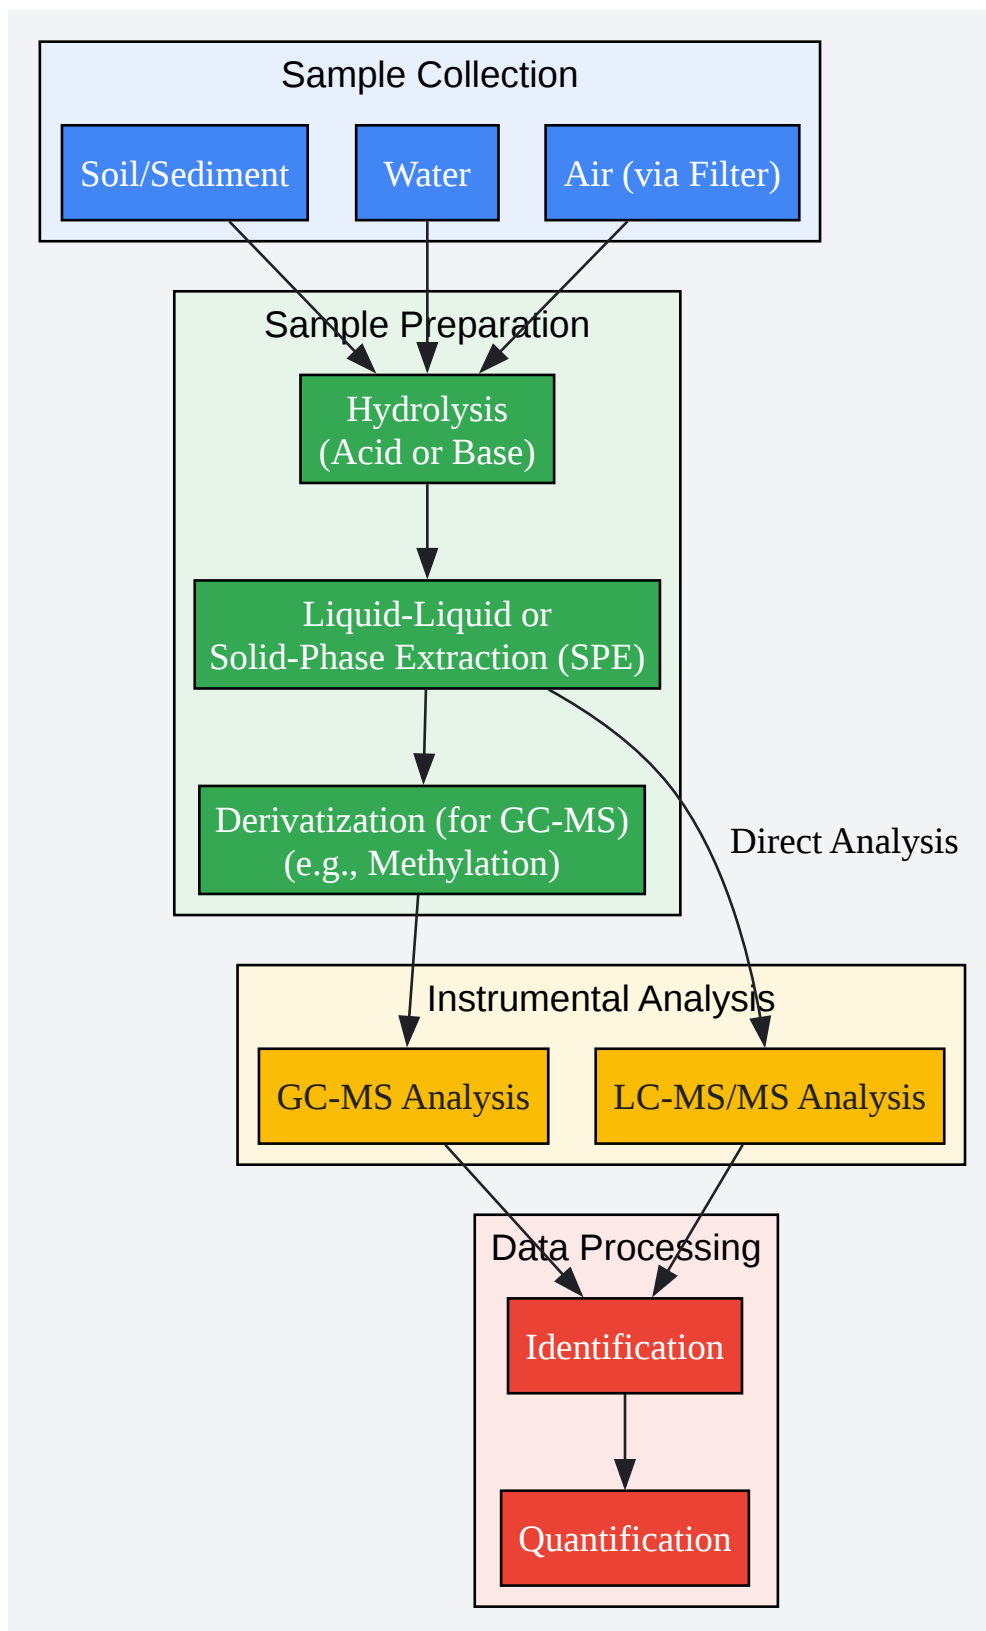 Sample Collection
Soil/Sediment
Water
Air (via Filter)
Sample Preparation
Hydrolysis
(Acid or Base)
Liquid-Liquid or
Solid-Phase Extraction (SPE)
Derivatization (for GC-MS)
(e.g., Methylation)
Direct Analysis
Instrumental Analysis
GC-MS Analysis
LC-MS/MS Analysis
Data Processing
Identification
Quantification